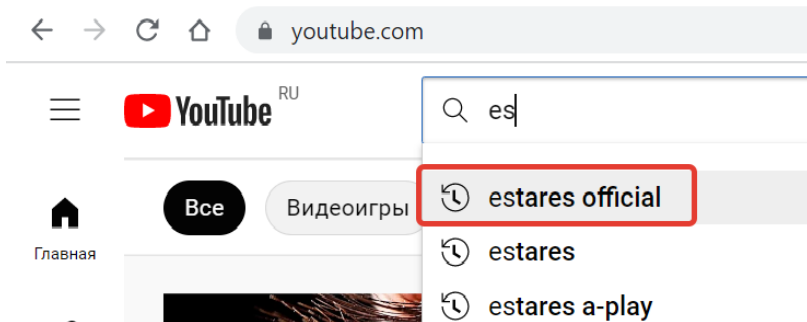 youtube.com
YouTube RU
es
Все
Видеоигры
Главная
estares official
estares
estares a-play